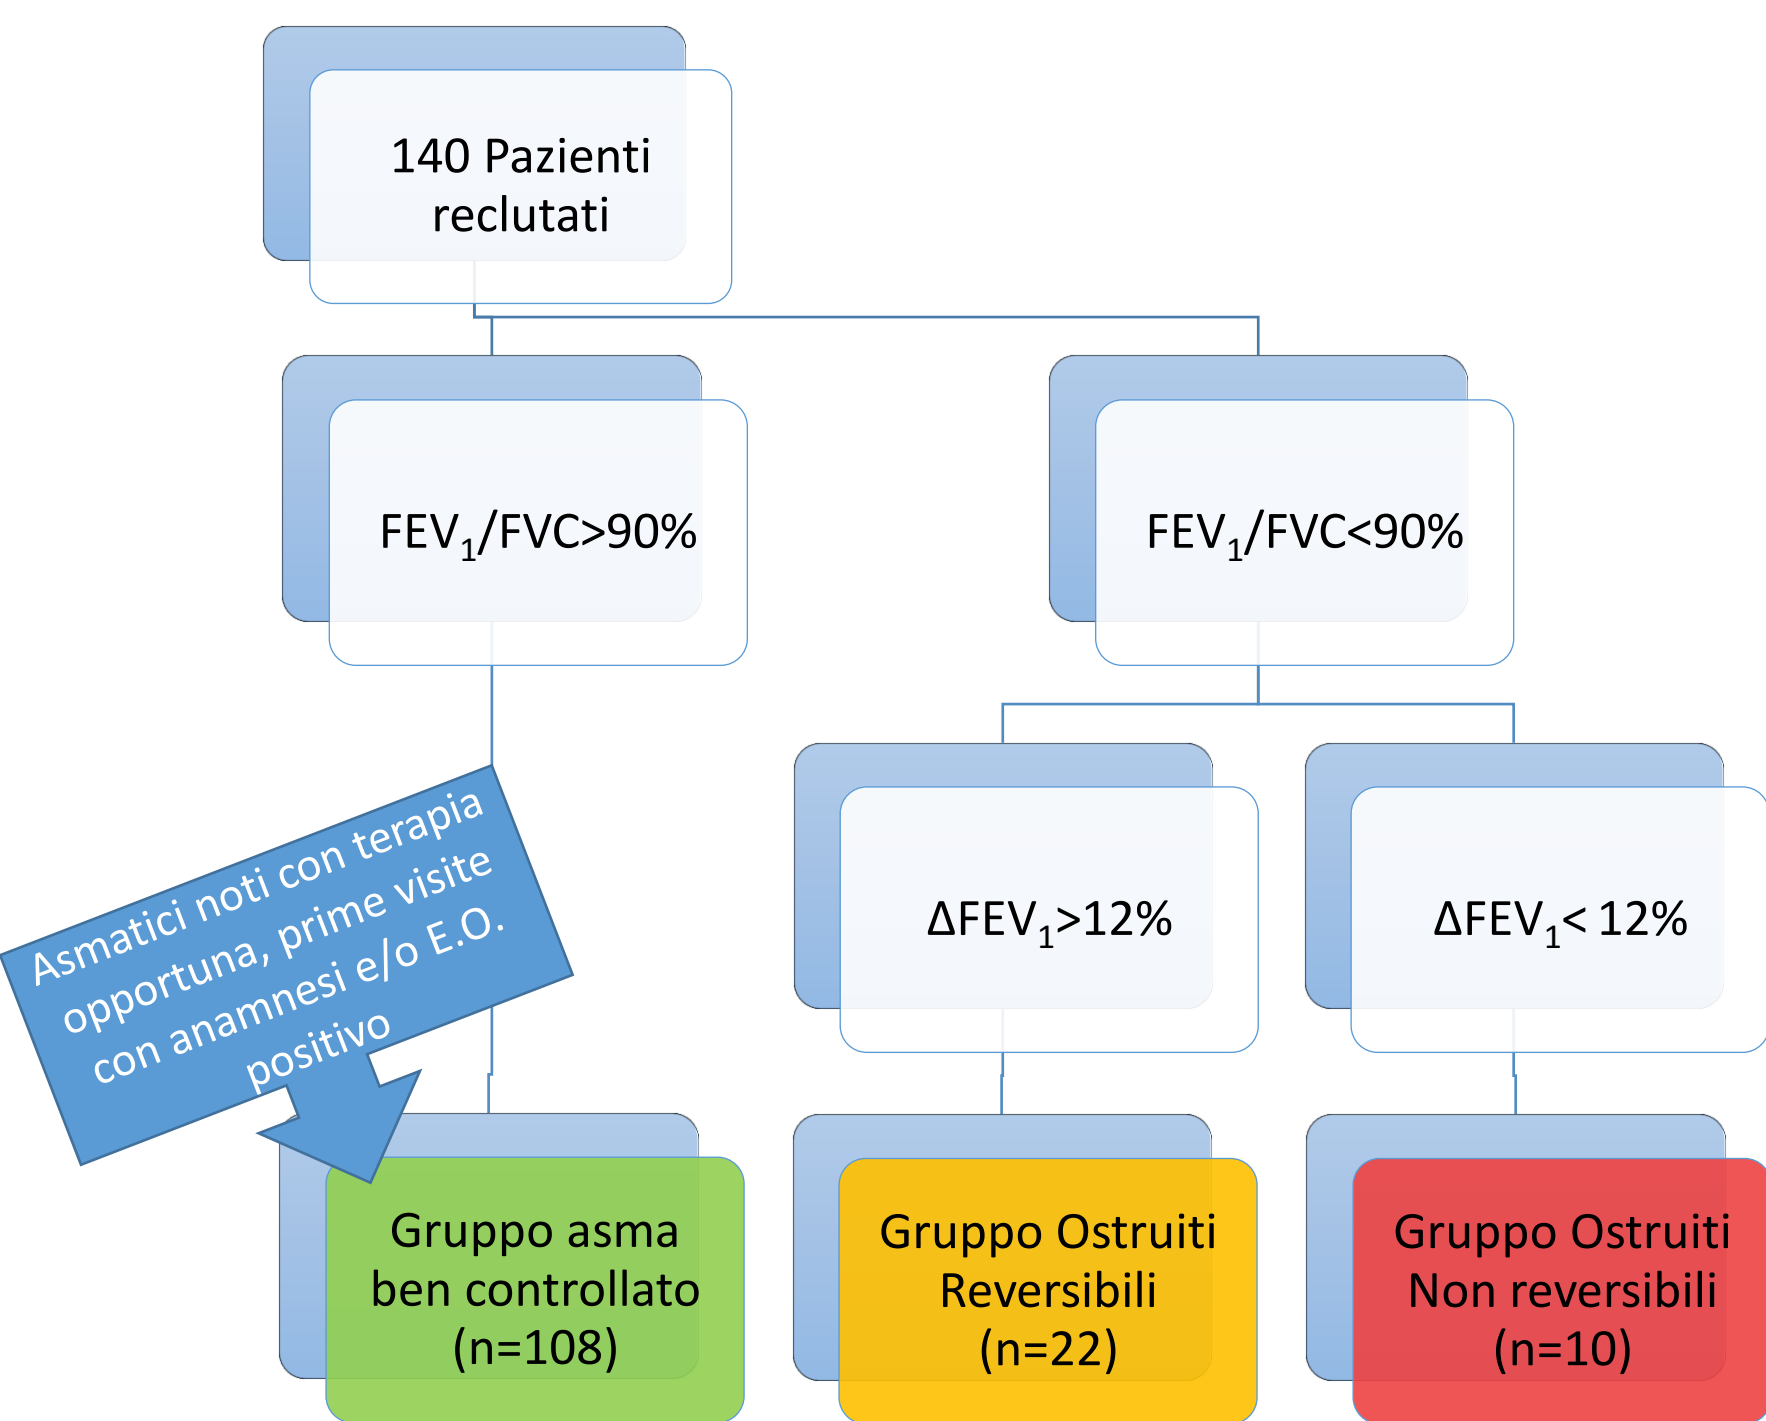 140 Pazienti
reclutati
FEV₁/FVC>90%
FEV₁/FVC<90%
Asmatici noti con terapia
opportuna, prime visite
con anamnesi e/o E.O.
positivo
ΔFEV₁>12%
ΔFEV₁< 12%
Gruppo asma
ben controllato
(n=108)
Gruppo Ostruiti
Reversibili
(n=22)
Gruppo Ostruiti
Non reversibili
(n=10)